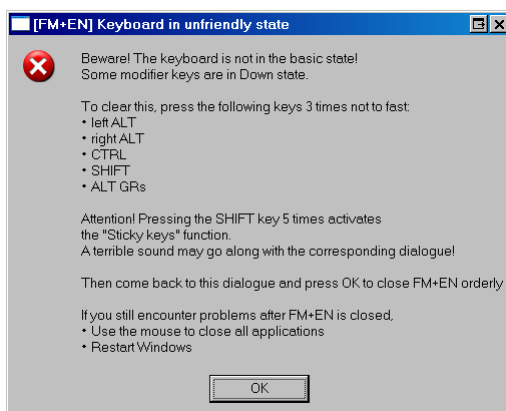 [FM+EN] Keyboard in unfriendly state
Beware! The keyboard is not in the basic state!
Some modifier keys are in Down state.
To clear this, press the following keys 3 times not to fast:
• left ALT
• right ALT
• CTRL
• SHIFT
• ALT GRs
Attention! Pressing the SHIFT key 5 times activates
the "Sticky keys" function.
A terrible sound may go along with the corresponding dialogue!
Then come back to this dialogue and press OK to close FM+EN orderly
If you still encounter problems after FM+EN is closed,
• Use the mouse to close all applications
• Restart Windows
OK